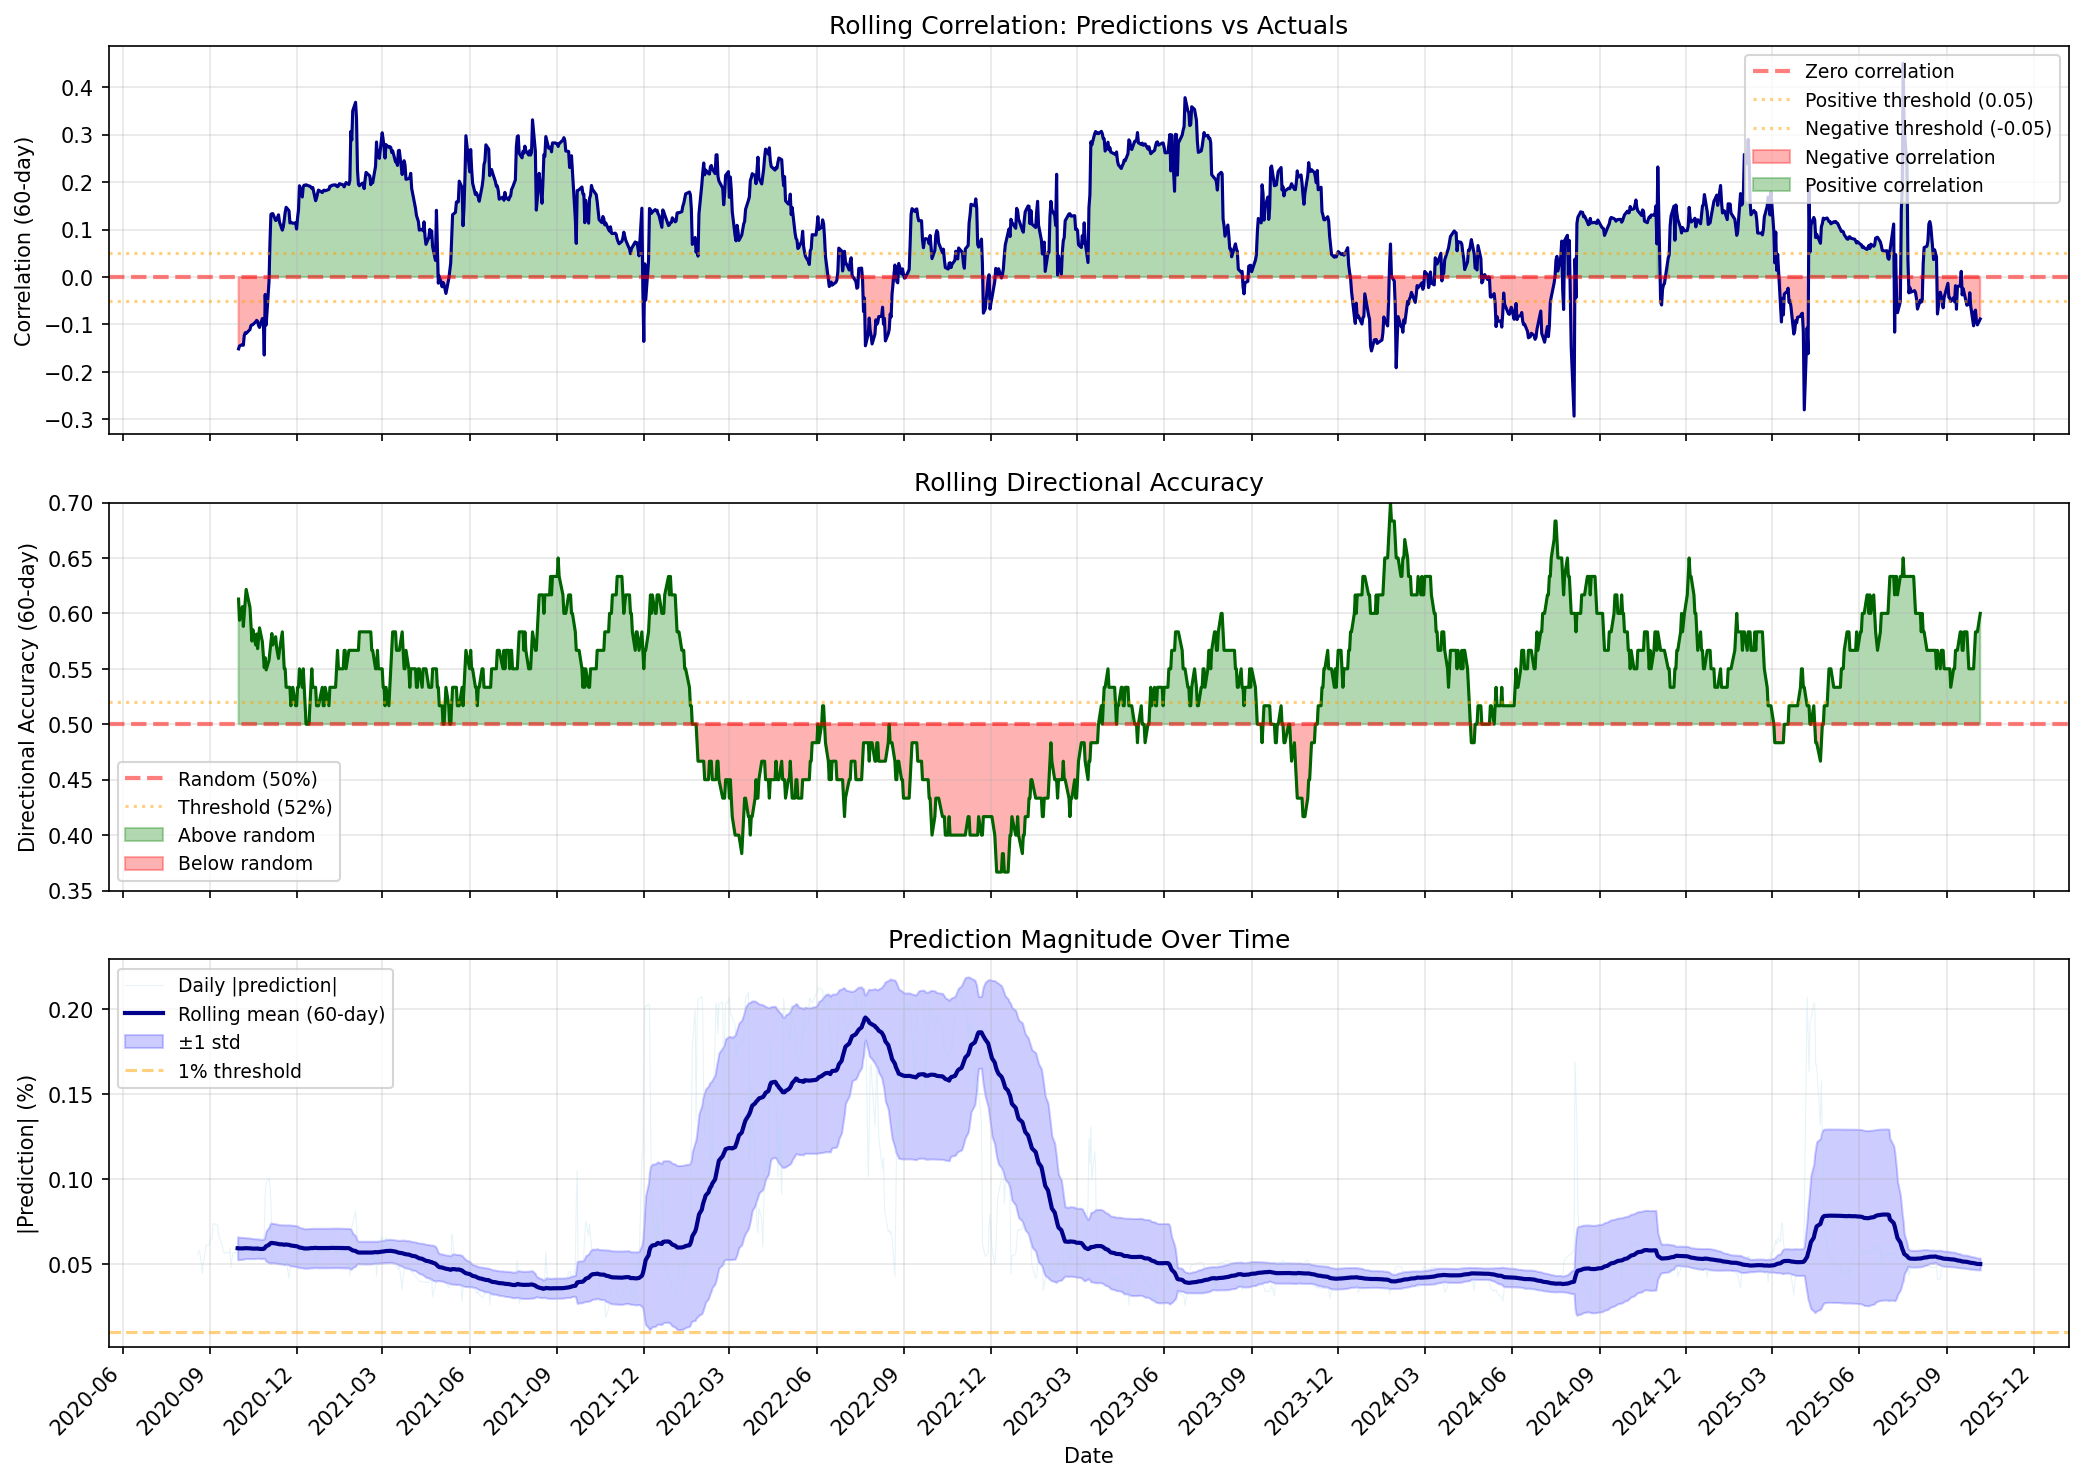 Rolling Correlation: Predictions vs Actuals
Correlation (60-day)
0.4
0.3
0.2
0.1
0.0
−0.1
−0.2
−0.3
Zero correlation
Positive threshold (0.05)
Negative threshold (-0.05)
Negative correlation
Positive correlation
Rolling Directional Accuracy
Directional Accuracy (60-day)
0.70
0.65
0.60
0.55
0.50
0.45
0.40
0.35
Random (50%)
Threshold (52%)
Above random
Below random
Prediction Magnitude Over Time
|Prediction| (%)
0.20
0.15
0.10
0.05
Daily |prediction|
Rolling mean (60-day)
±1 std
1% threshold
2020-06
2020-09
2020-12
2021-03
2021-06
2021-09
2021-12
2022-03
2022-06
2022-09
2022-12
2023-03
2023-06
2023-09
2023-12
2024-03
2024-06
2024-09
2024-12
2025-03
2025-06
2025-09
2025-12
Date